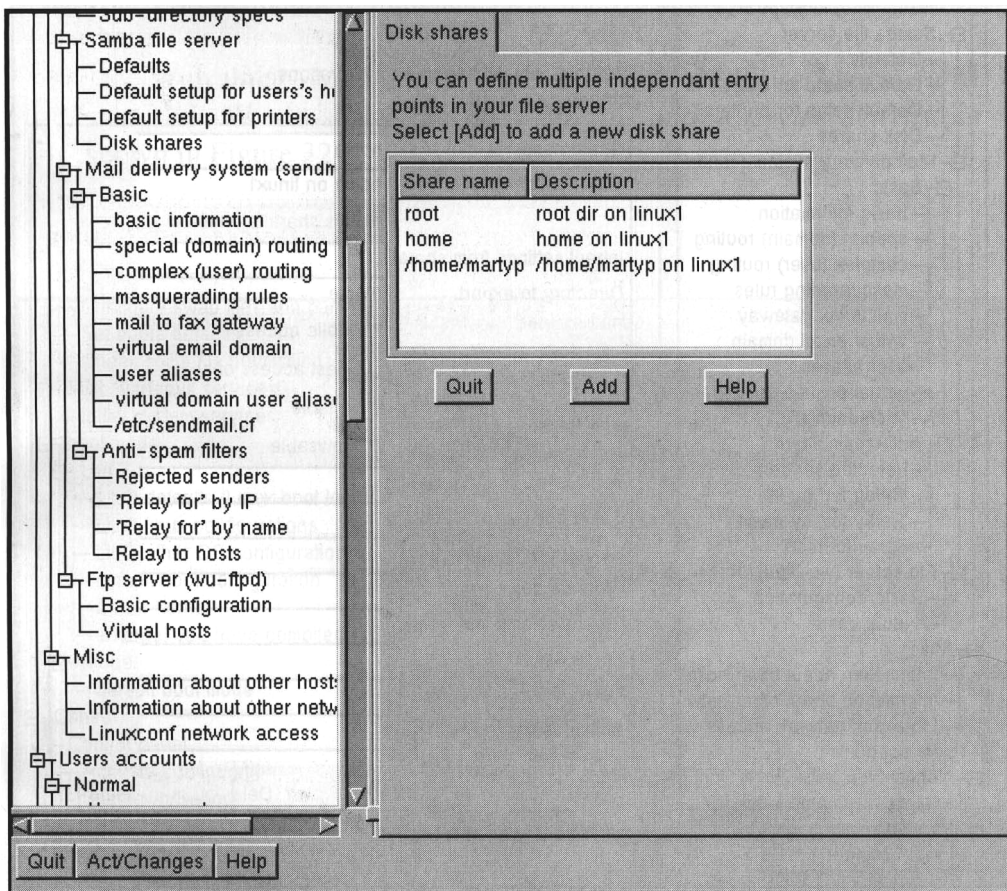 Sub-directory specs
Samba file server
Defaults
Default setup for users's h
Default setup for printers
Disk shares
Mail delivery system (sendm
Basic
basic information
special (domain) routing
complex (user) routing
masquerading rules
mail to fax gateway
virtual email domain
user aliases
virtual domain user aliase
/etc/sendmail.cf
Anti-spam filters
Rejected senders
'Relay for' by IP
'Relay for' by name
Relay to hosts
Ftp server (wu-ftpd)
Basic configuration
Virtual hosts
Misc
Information about other hosts
Information about other netw
Linuxconf network access
Users accounts
Normal
Quit Act/Changes Help
Disk shares
You can define multiple independant entry
points in your file server
Select [Add] to add a new disk share
Share name Description
root root dir on linux1
home home on linux1
/home/martyp /home/martyp on linux1
Quit Add Help